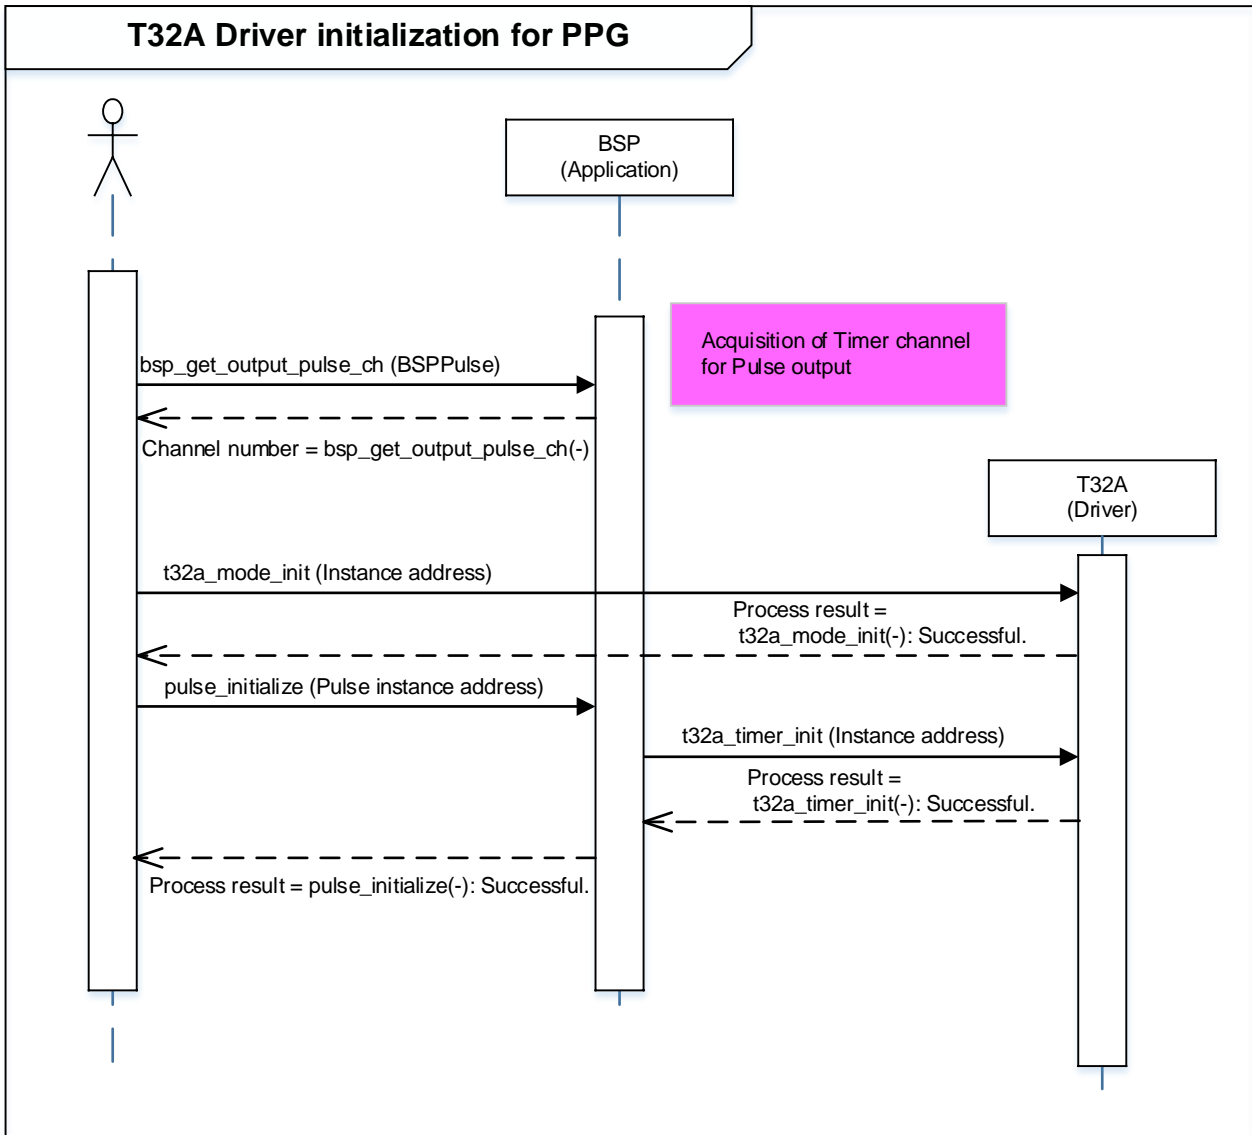 T32A Driver initialization for PPG
BSP
(Application)
Acquisition of Timer channel
for Pulse output
bsp_get_output_pulse_ch (BSPPulse)
Channel number = bsp_get_output_pulse_ch(-)
T32A
(Driver)
t32a_mode_init (Instance address)
Process result =
t32a_mode_init(-): Successful.
pulse_initialize (Pulse instance address)
t32a_timer_init (Instance address)
Process result =
t32a_timer_init(-): Successful.
Process result = pulse_initialize(-): Successful.